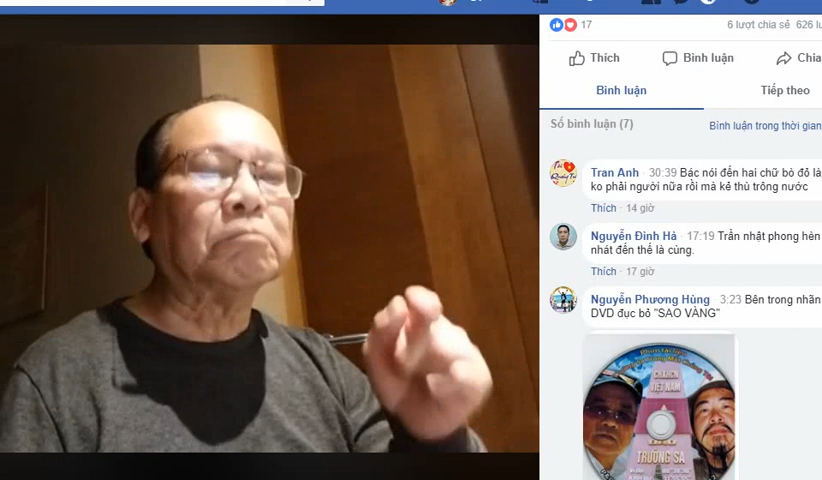 17
6 lượt chia sẻ 626 lư
Thích
Bình luận
Chia
Bình luận
Tiếp theo
Số bình luận (7)
Bình luận trong thời gian
Tran Anh · 30:39 Bác nói đến hai chữ bò đỏ là
ko phải người nữa rồi mà kẻ thù trông nước
Thích · 14 giờ
Nguyễn Đình Hà · 17:19 Trần nhật phong hèn
nhát đến thế là cùng.
Thích · 17 giờ
Nguyễn Phương Hùng · 3:23 Bên trong nhãn
DVD đục bỏ "SAO VÀNG"
CHXHCN
VIỆT NAM
TRƯỜNG SA